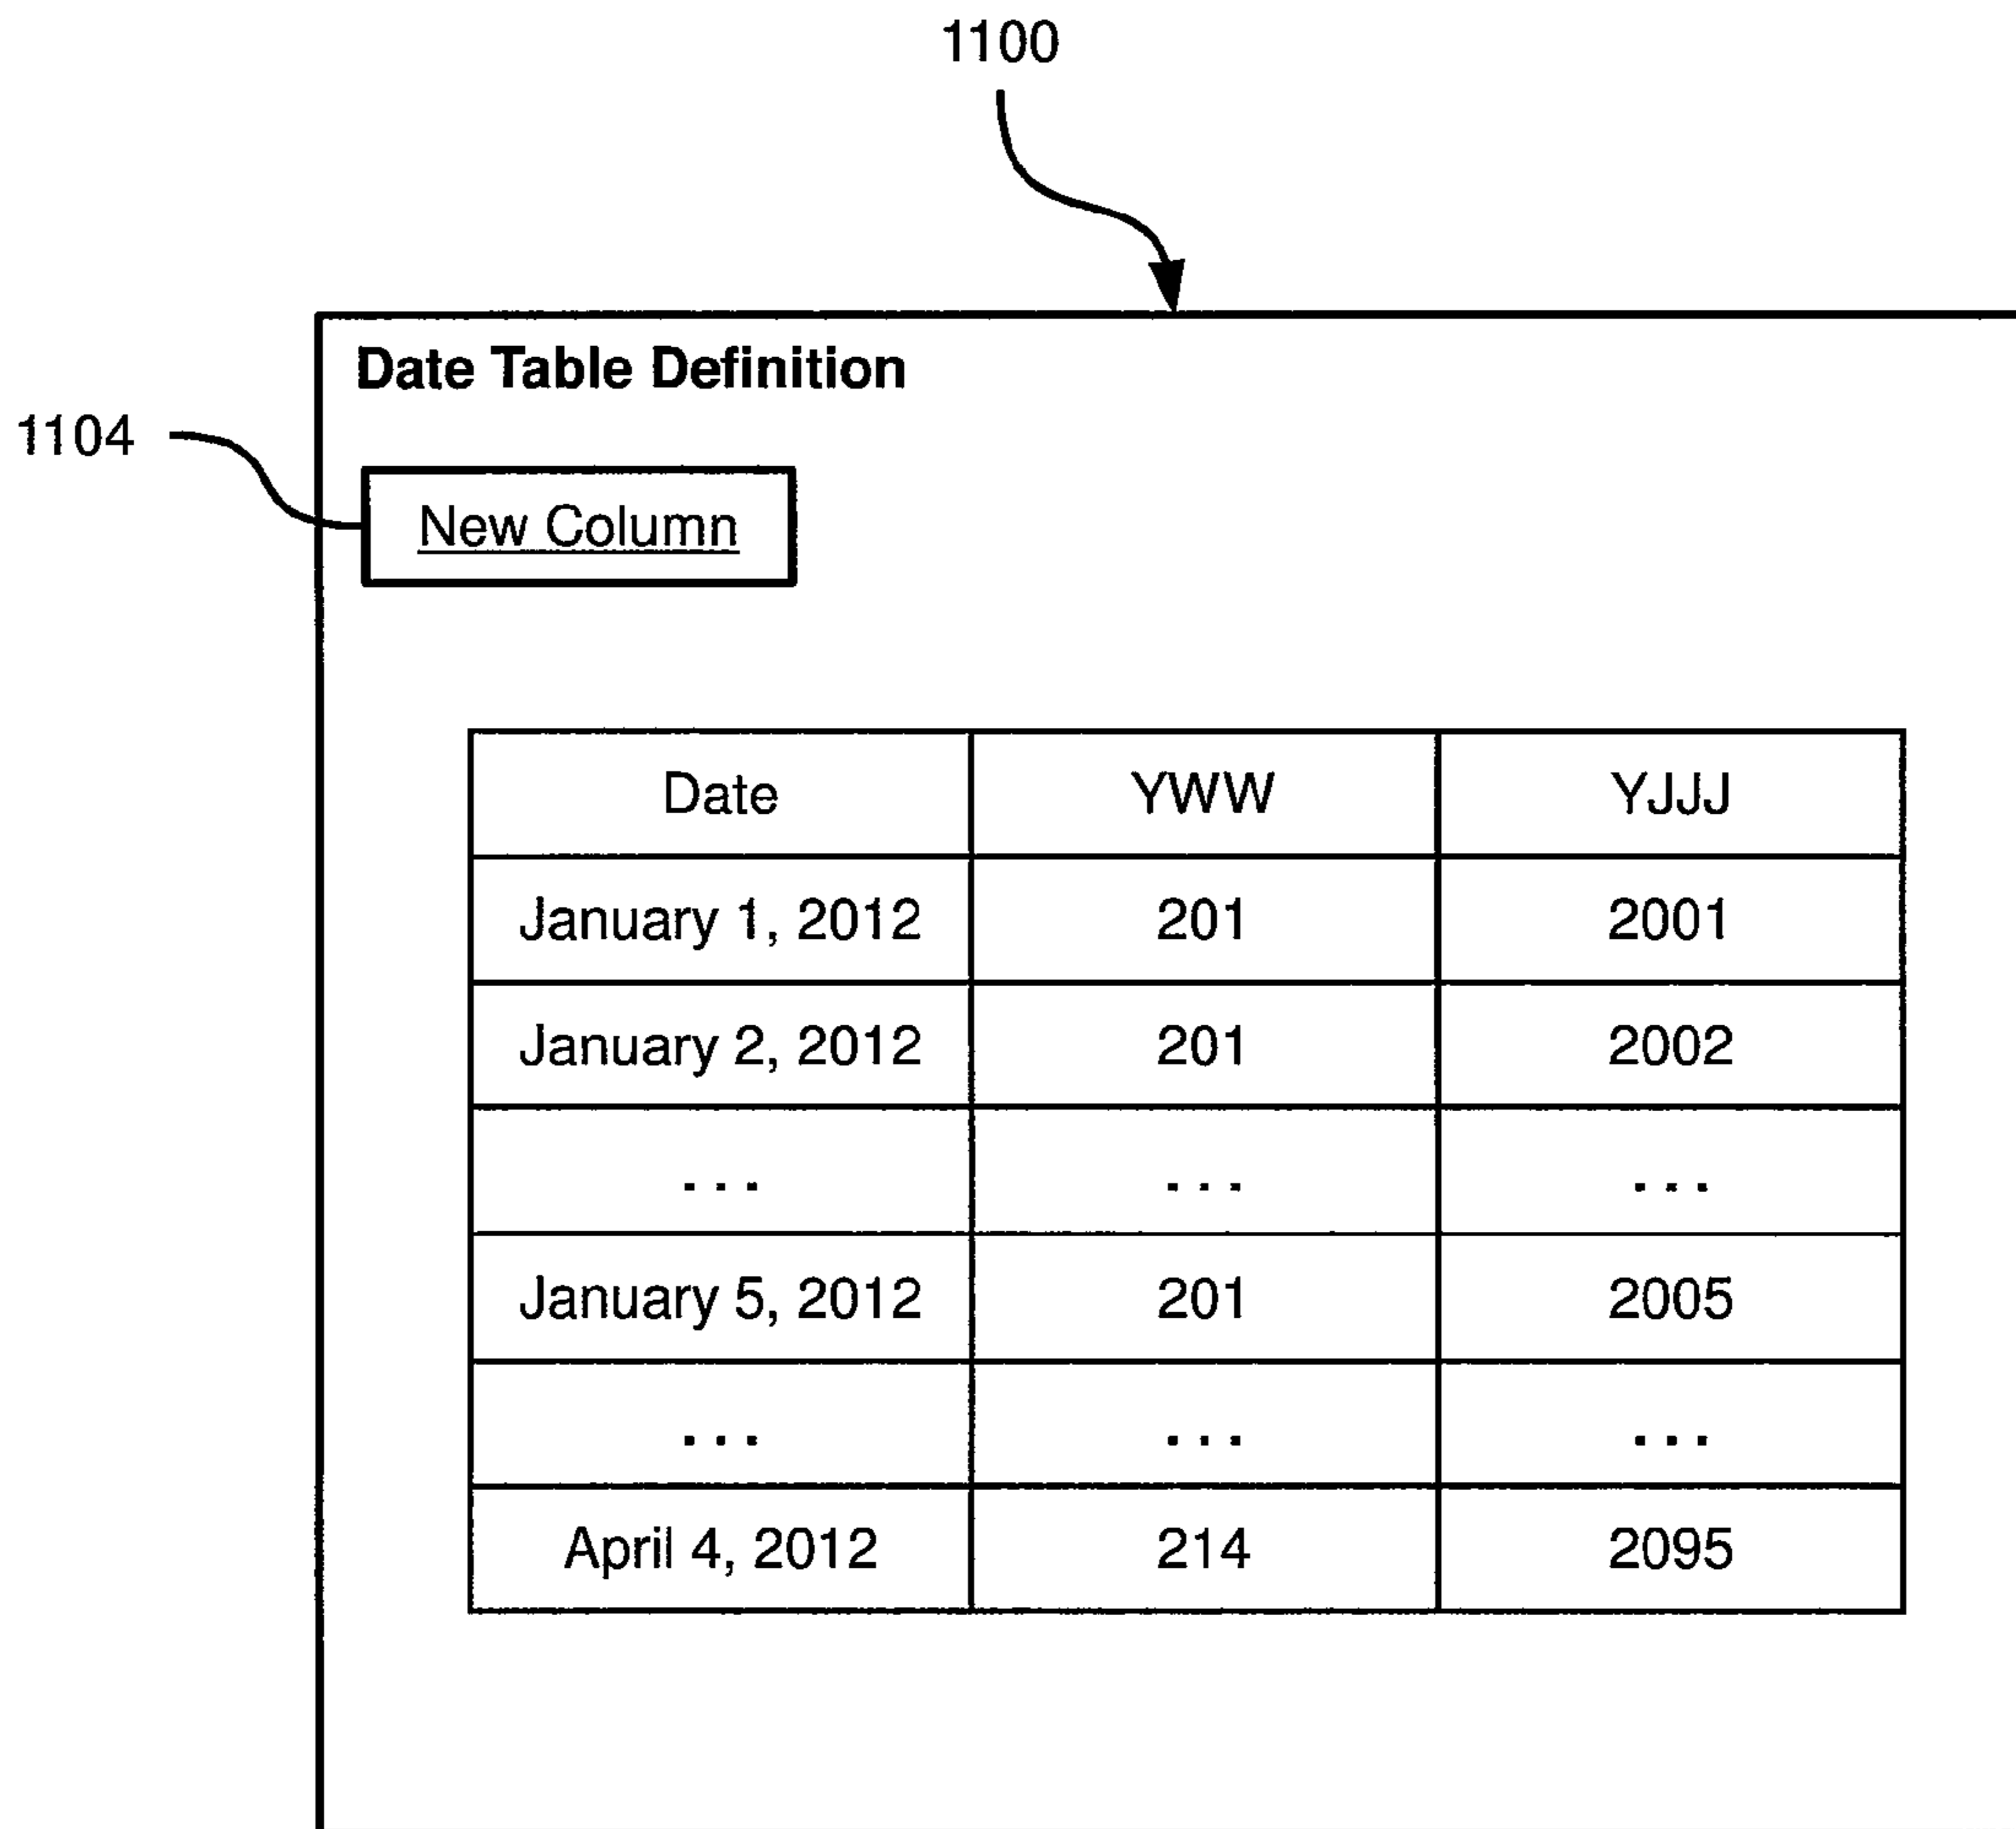 1100
Date Table Definition
1104
New Column
Date YWW YJJJ
January 1, 2012 201 2001
January 2, 2012 201 2002
... ... ...
January 5, 2012 201 2005
... ... ...
April 4, 2012 214 2095